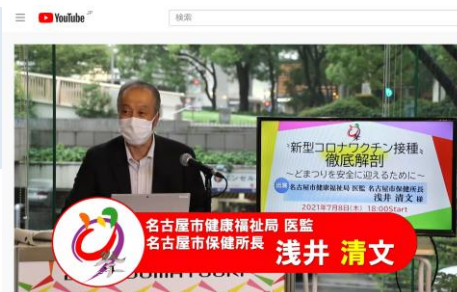 YouTube JP
検索
新型コロナワクチン接種
徹底解剖
~どまつりを安全に迎えるために~
出演 名古屋市健康福祉局 医監 名古屋市保健所長
浅井 清文 様
2021年7月8日(木) 18:00Start
名古屋市健康福祉局 医監
名古屋市保健所長 浅井 清文